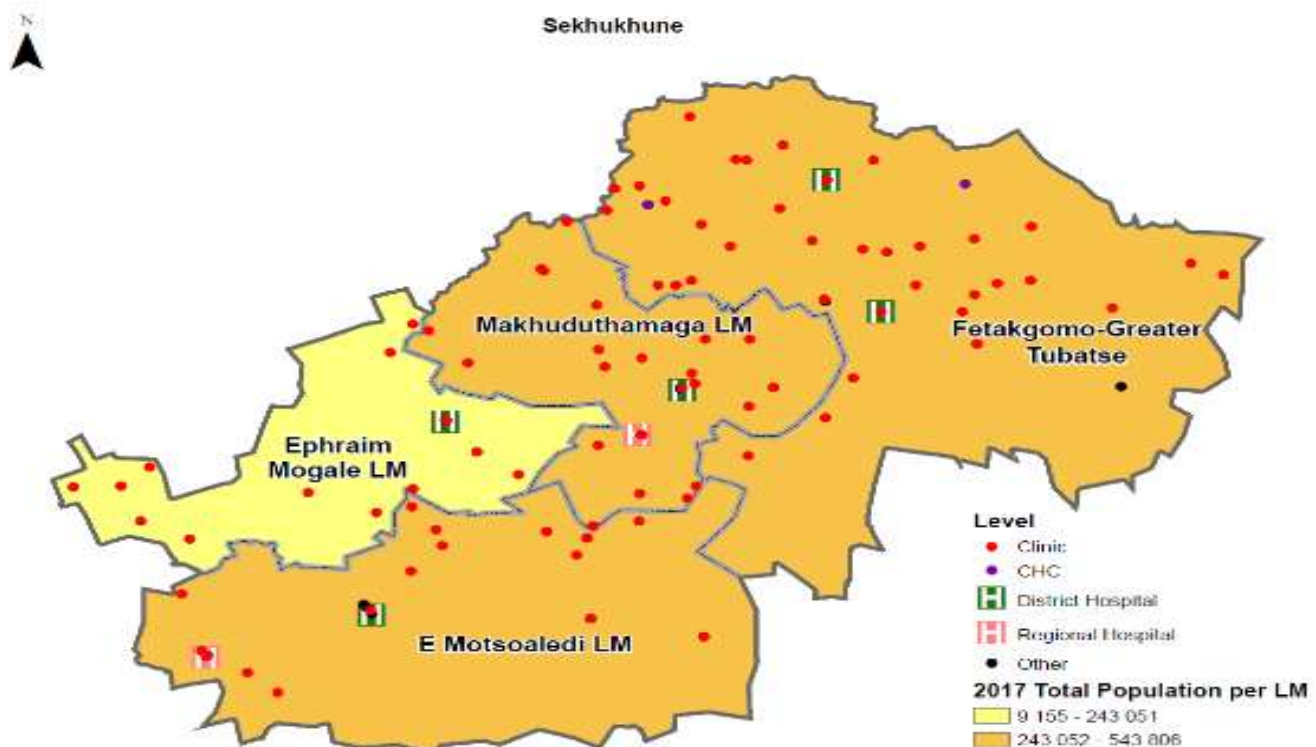 N
Sekhukhune
Makhuduthamaga LM
Fetakgomo-Greater
Tubatse
Ephraim
Mogale LM
E Motsoaledi LM
Level
Clinic
CHC
H District Hospital
H Regional Hospital
Other
2017 Total Population per LM
9 155 - 243 051
243 052 - 543 806